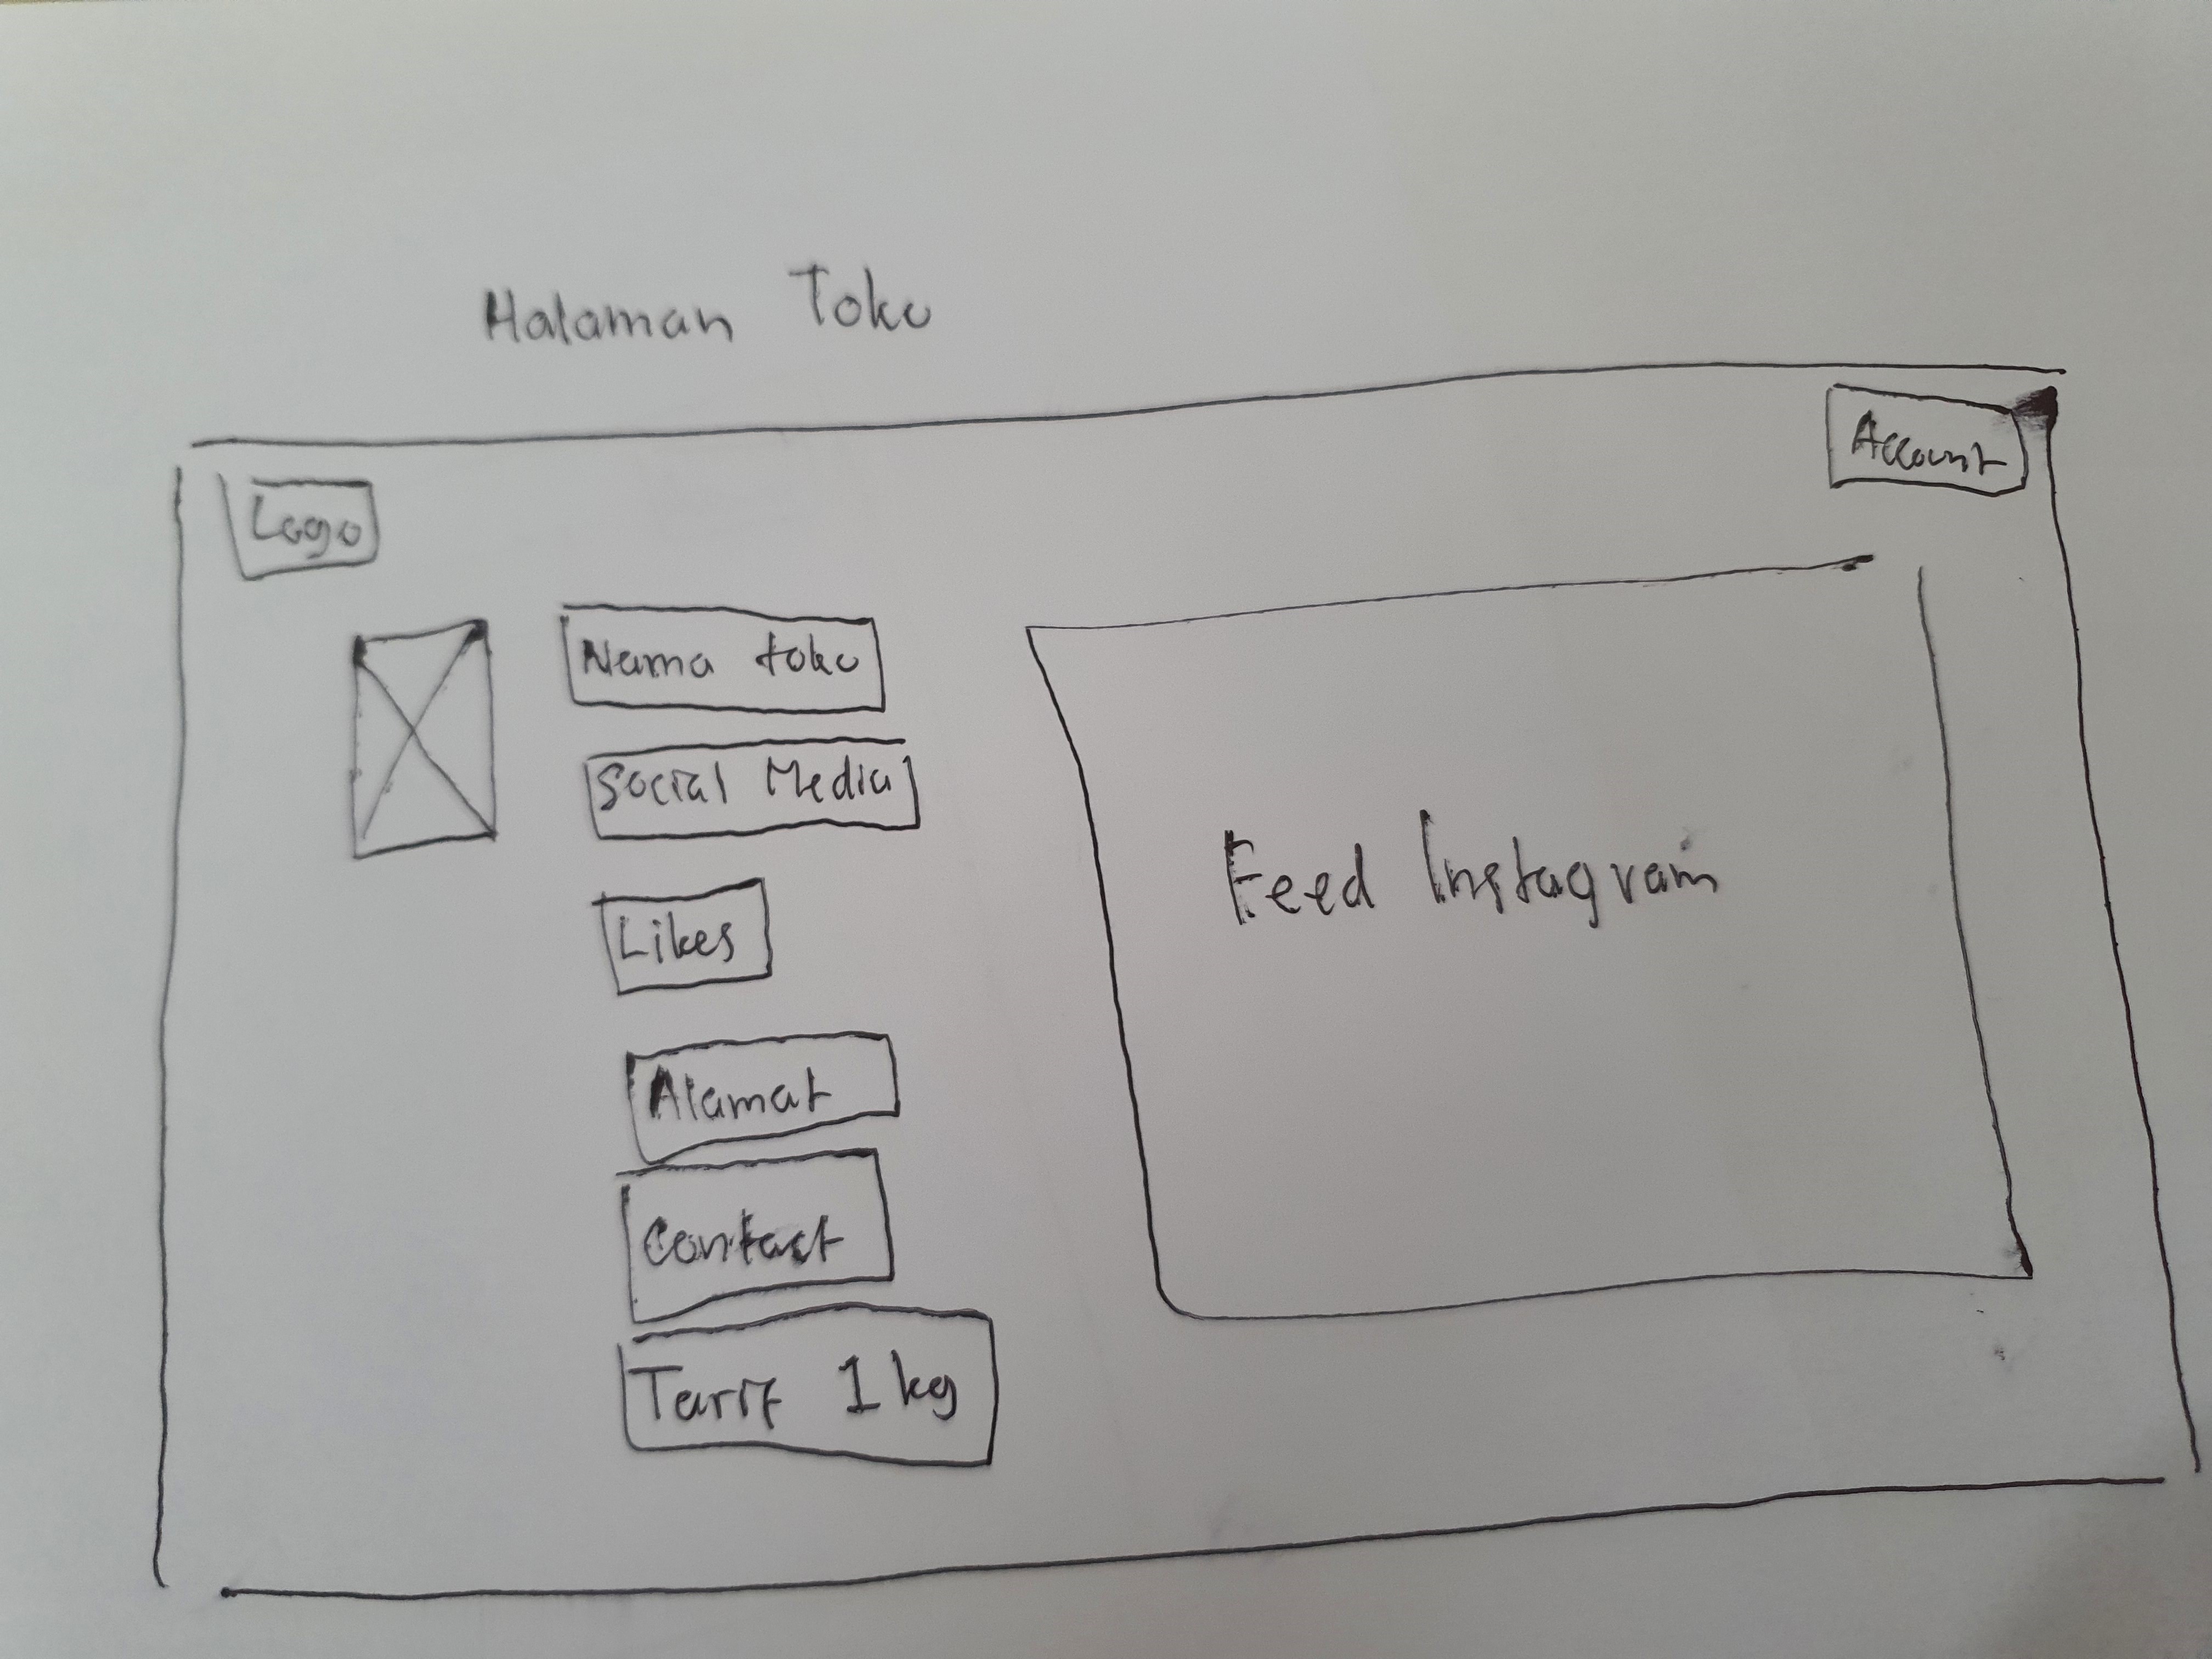 Halaman Toko
Logo
Account
Nama toko
Social Media
Likes
Alamat
Contact
Tarif 1 kg
Feed Instagram